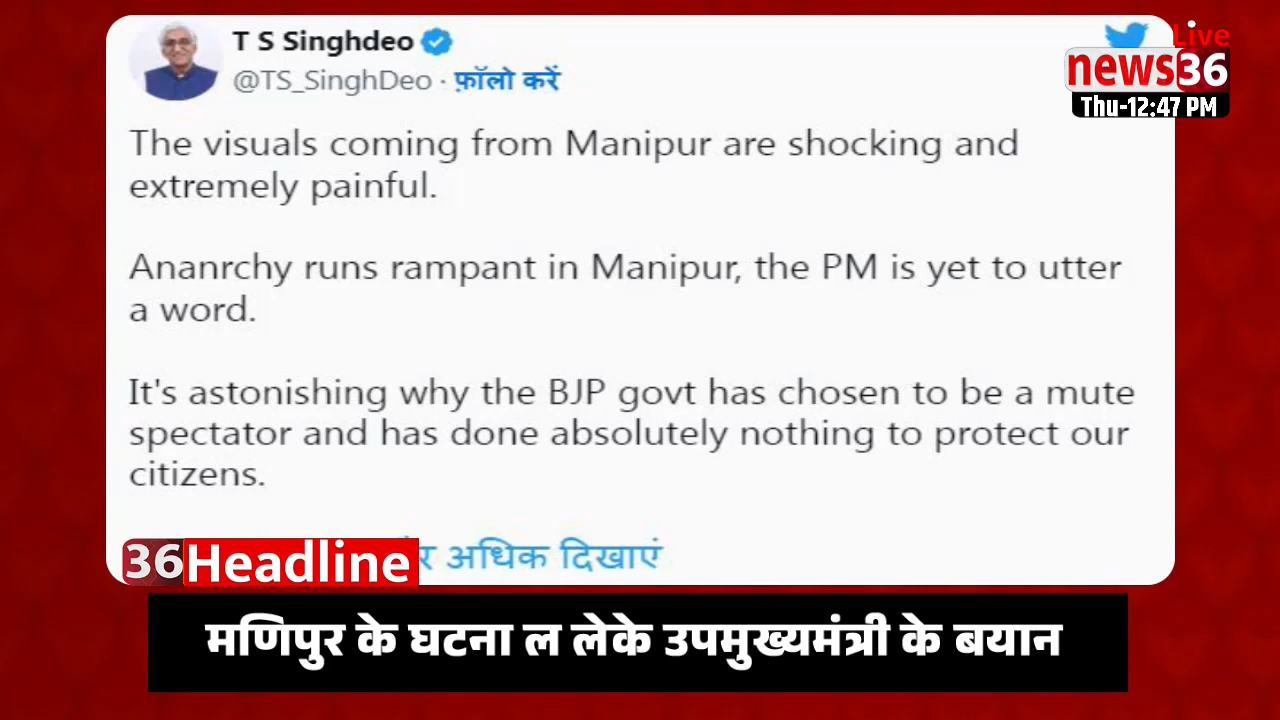 T S Singhdeo
@TS_SinghDeo · फ़ॉलो करें
Live
news36
Thu-12:47 PM
The visuals coming from Manipur are shocking and
extremely painful.
Ananrchy runs rampant in Manipur, the PM is yet to utter
a word.
It's astonishing why the BJP govt has chosen to be a mute
spectator and has done absolutely nothing to protect our
citizens.
अधिक दिखाएं
36Headline
मणिपुर के घटना ल लेके उपमुख्यमंत्री के बयान